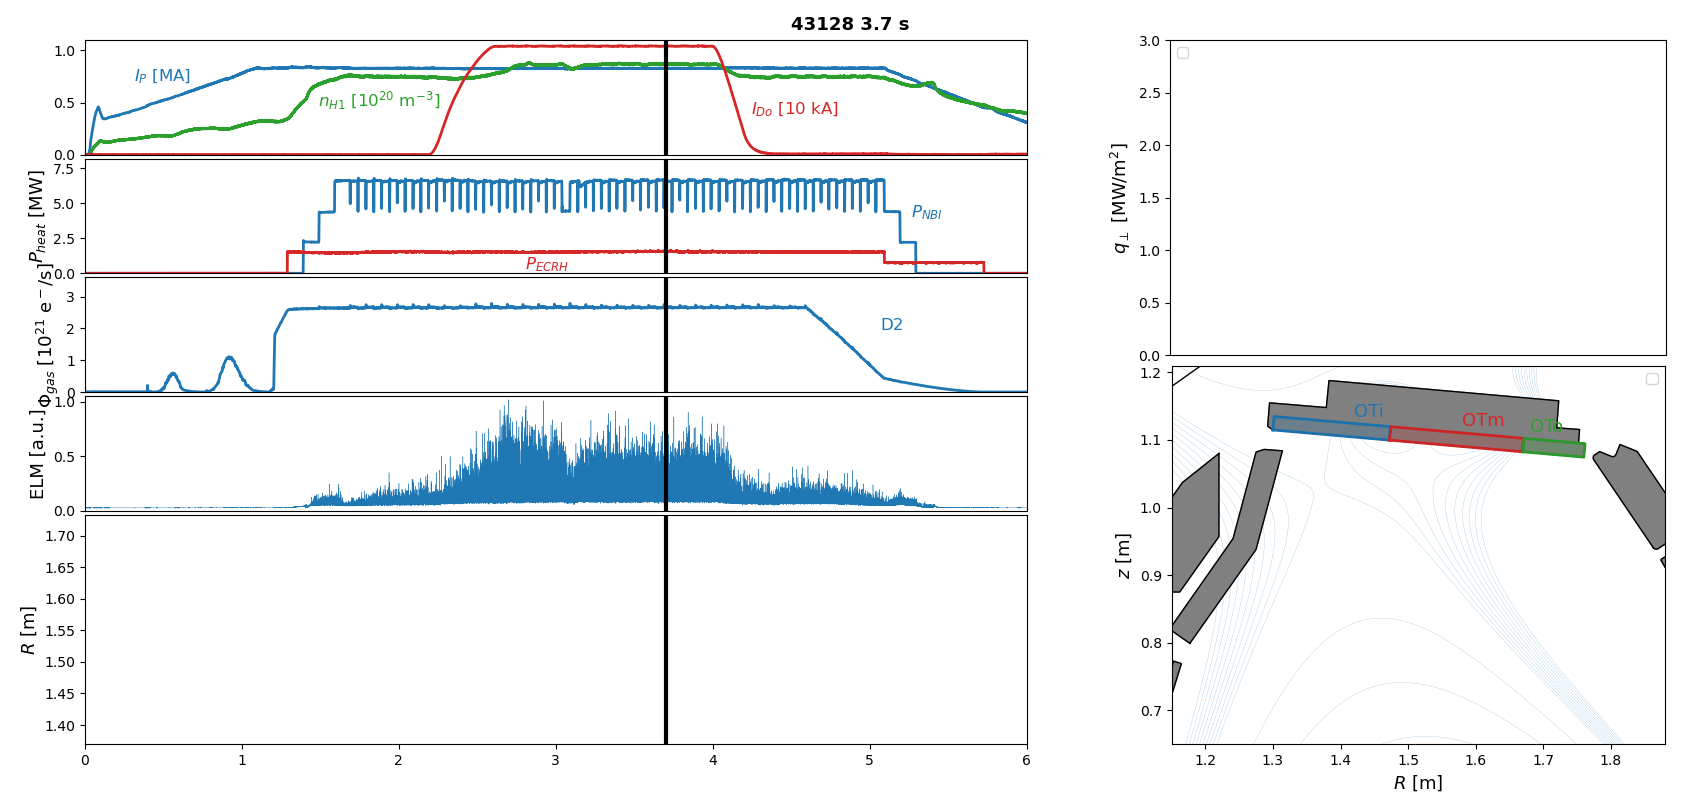 43128 3.7 s
1.0
0.5
0.0
I_P [MA]
n_H1 [10^20 m^−3]
I_Do [10 kA]
P_heat [MW]
7.5
5.0
2.5
0.0
P_NBI
P_ECRH
Φ_gas [10^21 e^−/s]
3
2
1
0
D2
ELM [a.u.]
1.0
0.5
0.0
R [m]
1.70
1.65
1.60
1.55
1.50
1.45
1.40
0 1 2 3 4 5 6
q_⊥ [MW/m^2]
3.0
2.5
2.0
1.5
1.0
0.5
0.0
z [m]
1.2
1.1
1.0
0.9
0.8
0.7
OTi
OTm
OTo
1.2 1.3 1.4 1.5 1.6 1.7 1.8
R [m]